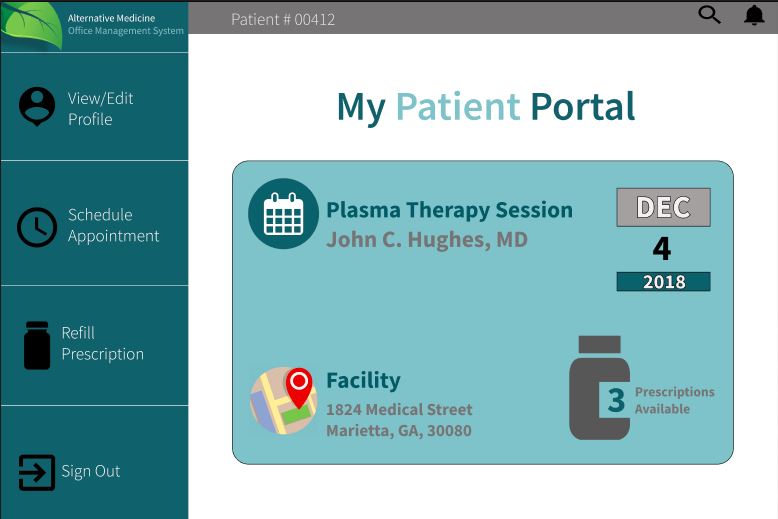 Alternative Medicine
Office Management System
Patient # 00412
View/Edit
Profile
Schedule
Appointment
Refill
Prescription
Sign Out
My Patient Portal
Plasma Therapy Session
John C. Hughes, MD
DEC
4
2018
Facility
1824 Medical Street
Marietta, GA, 30080
3
Prescriptions
Available